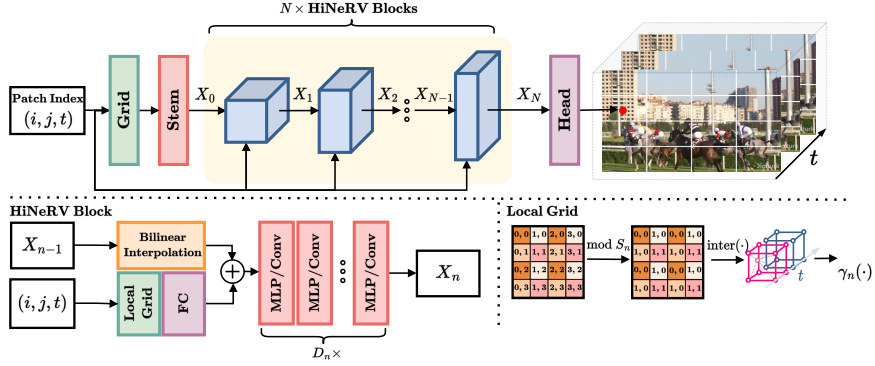 N × HiNeRV Blocks
Patch Index
(i, j, t)
Grid
Stem
X_0
X_1
X_2
X_{N−1}
X_N
Head
t
HiNeRV Block
X_{n−1}
Bilinear
Interpolation
(i, j, t)
Local
Grid
FC
+
MLP/Conv
MLP/Conv
MLP/Conv
D_n ×
X_n
Local Grid
0, 0 1, 0 2, 0 3, 0
0, 1 1, 1 2, 1 3, 1
0, 2 1, 2 2, 2 3, 2
0, 3 1, 3 2, 3 3, 3
mod S_n
0, 0 1, 0 0, 0 1, 0
0, 1 1, 1 0, 1 1, 1
0, 0 1, 0 0, 0 1, 0
0, 1 1, 1 0, 1 1, 1
inter(·)
t
γ_n(·)